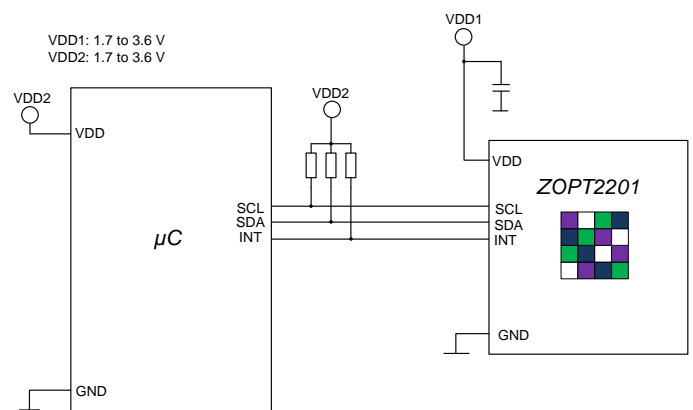 VDD1
VDD1: 1.7 to 3.6 V
VDD2: 1.7 to 3.6 V
VDD2
VDD2
VDD
VDD
ZOPT2201
SCL
SDA
INT
µC
SCL
SDA
INT
GND
GND